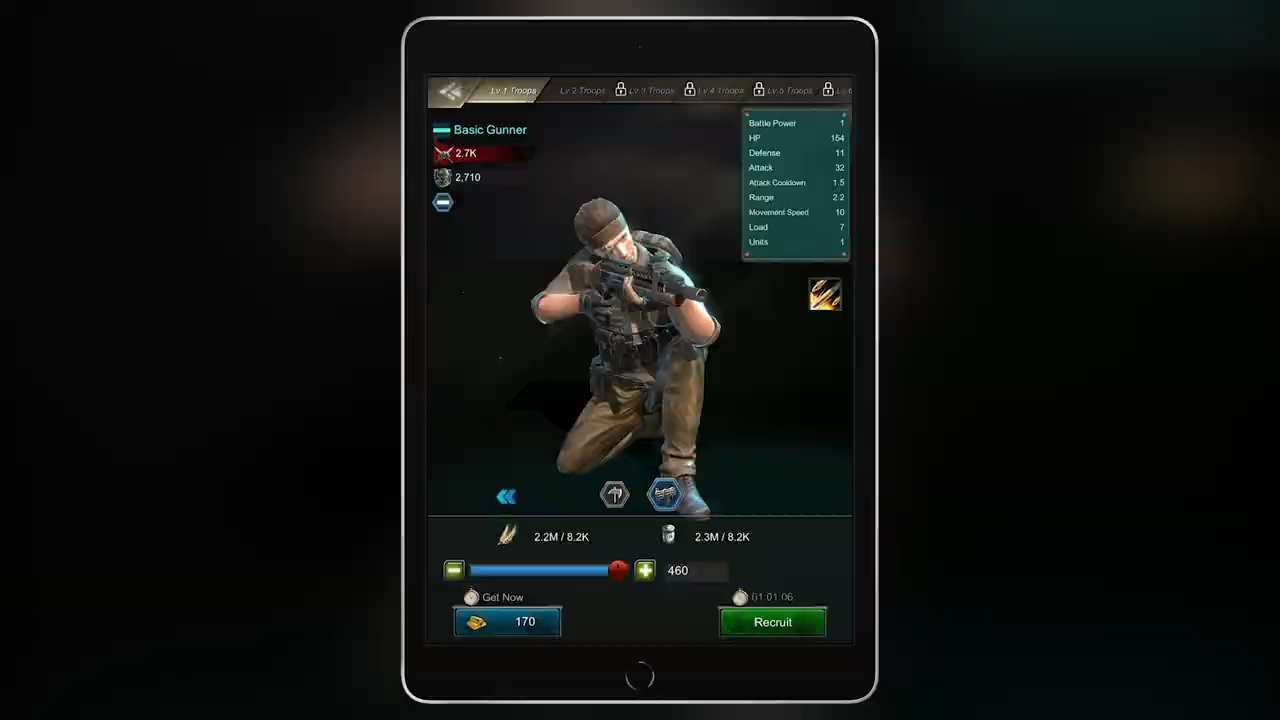 Lv.1 Troops
Lv.2 Troops
Lv.3 Troops
Lv.4 Troops
Lv.5 Troops
Basic Gunner
2.7K
2,710
Battle Power 1
HP 154
Defense 11
Attack 32
Attack Cooldown 1.5
Range 2.2
Movement Speed 10
Load 7
Units 1
2.2M / 8.2K
2.3M / 8.2K
460
Get Now
01:01:06
170
Recruit